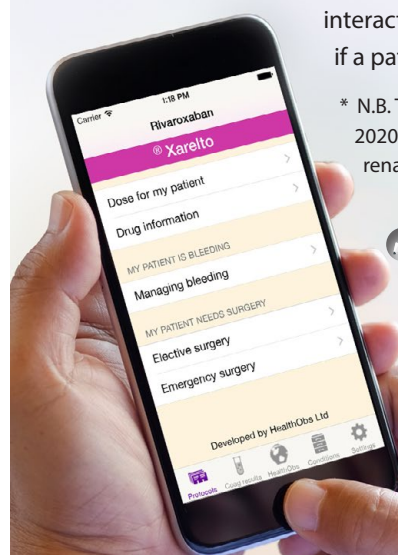 interact
if a pat
* N.B. T
2020
rena
Carrier 1:18 PM
Rivaroxaban
® Xarelto
Dose for my patient
Drug information
MY PATIENT IS BLEEDING
Managing bleeding
MY PATIENT NEEDS SURGERY
Elective surgery
Emergency surgery
Developed by HealthObs Ltd
Protocols Coag results HealthObs Conditions Settings